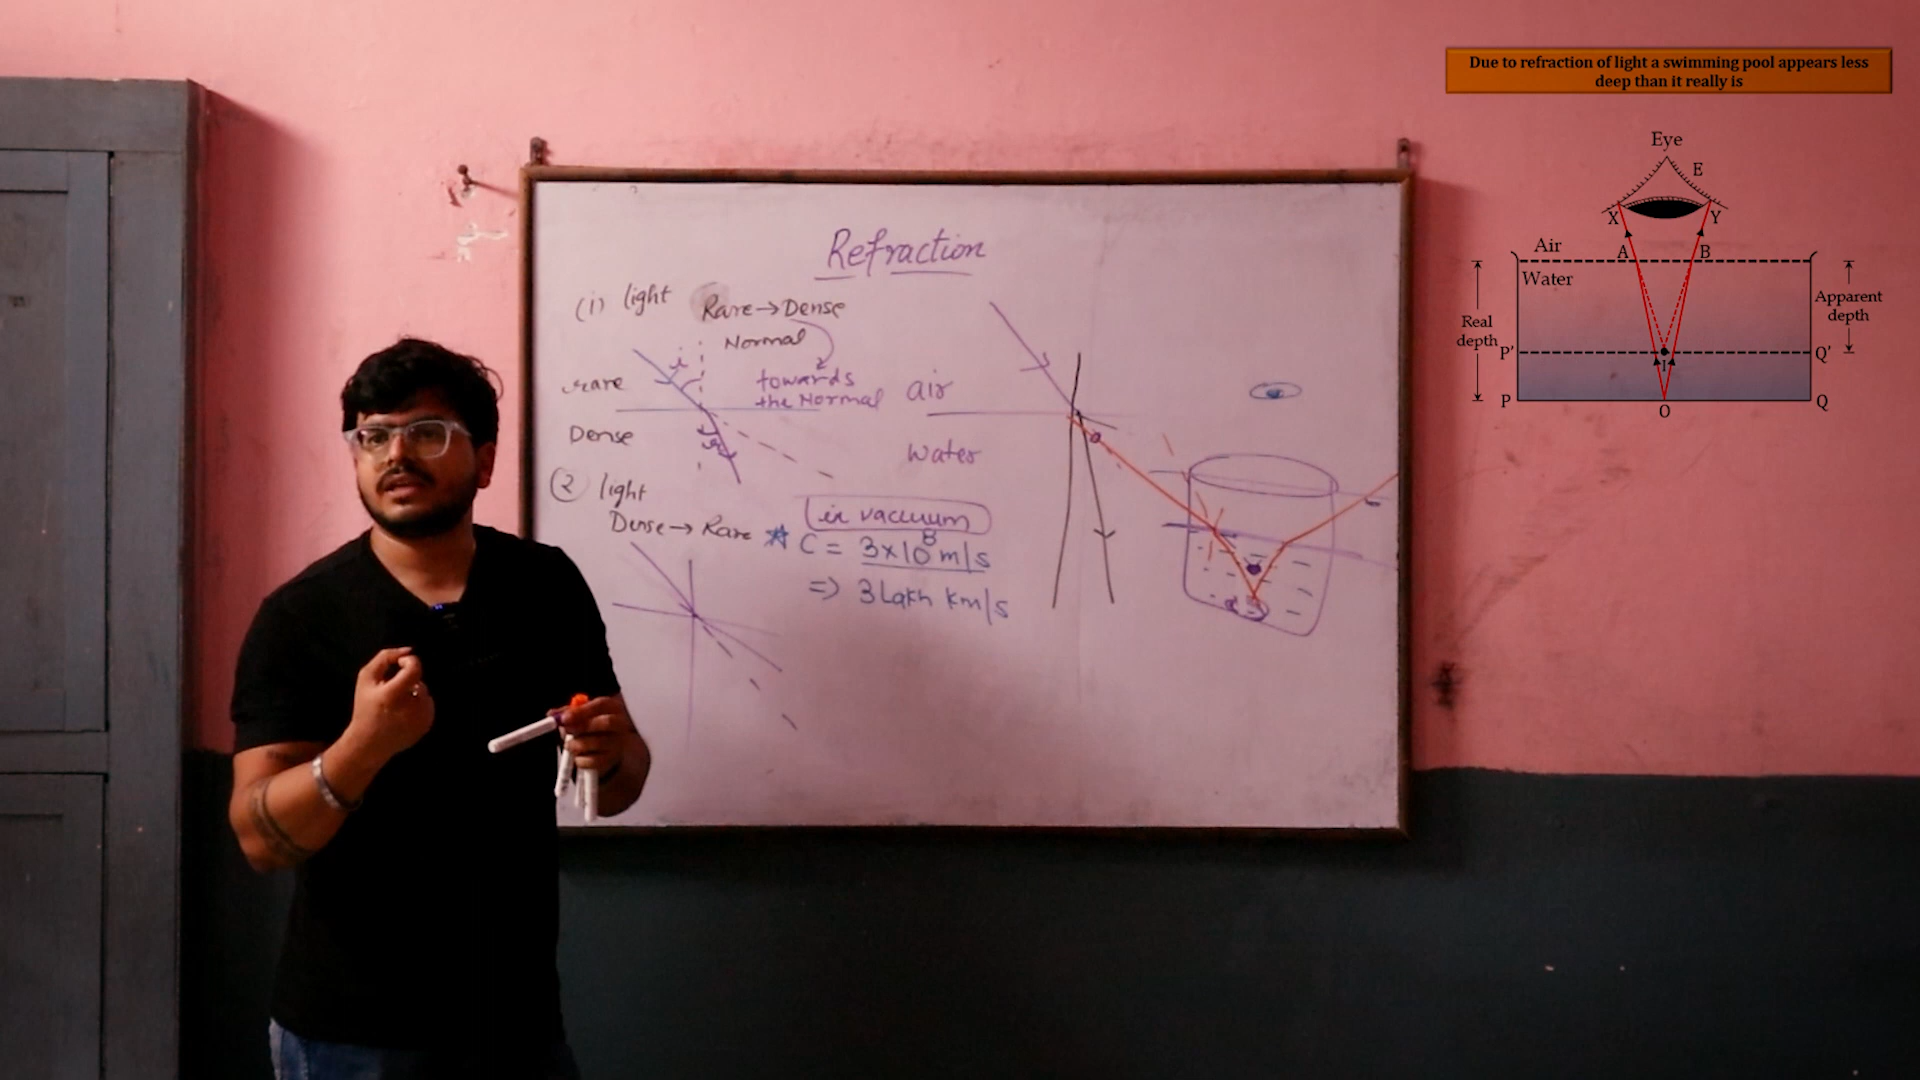 Due to refraction of light a swimming pool appears less
deep than it really is
Eye
E
X
Y
Air
A
B
Water
Apparent
depth
Real
depth
P'
I
Q'
P
O
Q
Refraction
(i) light Rare → Dense
Normal
i
rare
towards
the Normal
Dense
r
air
water
(2) light
Dense → Rare
in vacuum
C = 3×10⁸ m/s
⇒ 3 Lakh km/s